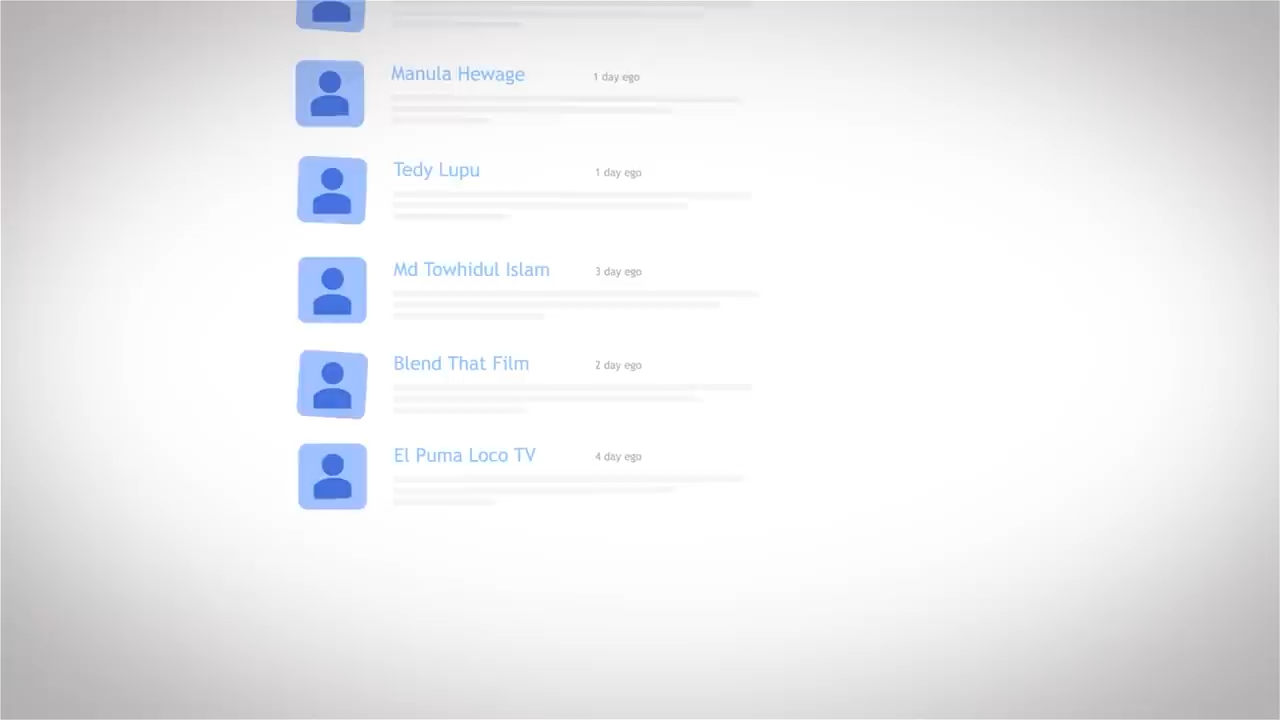 Manula Hewage 1 day ago
Tedy Lupu 1 day ego
Md Towhidul Islam 3 day ego
Blend That Film 2 day ego
El Puma Loco TV 4 day ego